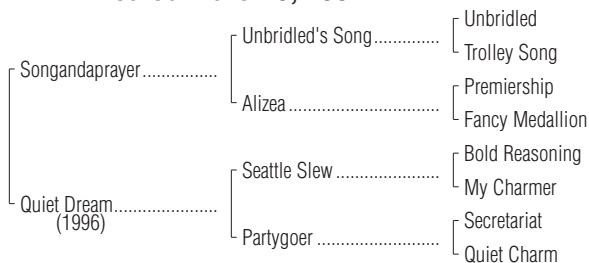 Unbridled
Unbridled's Song..............
Trolley Song
Songandaprayer................
Premiership
Alizea................................
Fancy Medallion
Bold Reasoning
Seattle Slew......................
My Charmer
Quiet Dream......................
(1996)
Secretariat
Partygoer..........................
Quiet Charm